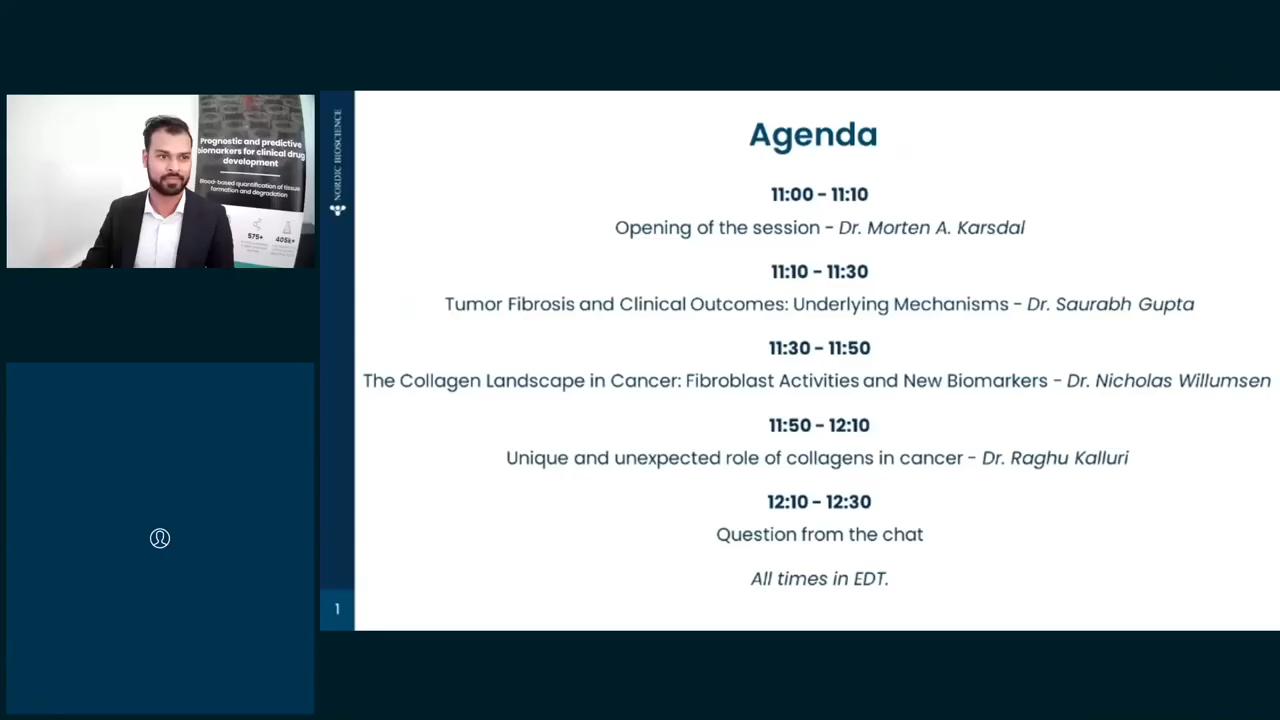 Prognostic and predictive
biomarkers for clinical drug
development
Blood-based quantification of tissue
formation and degradation
575+
405k+
NORDIC BIOSCIENCE
Agenda
11:00 - 11:10
Opening of the session - Dr. Morten A. Karsdal
11:10 - 11:30
Tumor Fibrosis and Clinical Outcomes: Underlying Mechanisms - Dr. Saurabh Gupta
11:30 - 11:50
The Collagen Landscape in Cancer: Fibroblast Activities and New Biomarkers - Dr. Nicholas Willumsen
11:50 - 12:10
Unique and unexpected role of collagens in cancer - Dr. Raghu Kalluri
12:10 - 12:30
Question from the chat
All times in EDT.
1